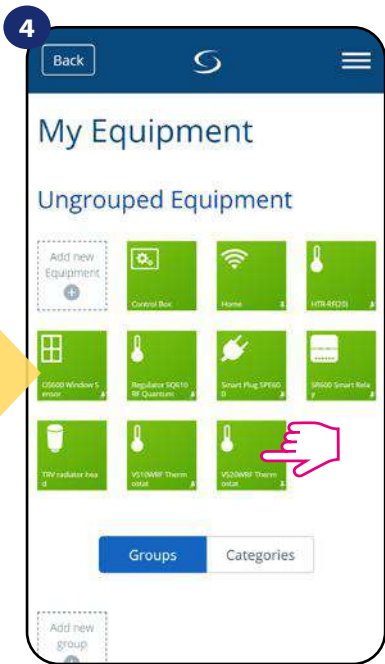 4
Back
My Equipment
Ungrouped Equipment
Add new
Equipment
Control Box
Home
HTR-RF(20)
OS600 Window S
ensor
Regulator SQ610
RF Quantum
Smart Plug SPE60
0
SR600 Smart Rela
y
TRV radiator hea
d
VS10WRF Therm
ostat
VS20WRF Therm
ostat
Groups
Categories
Add new
group